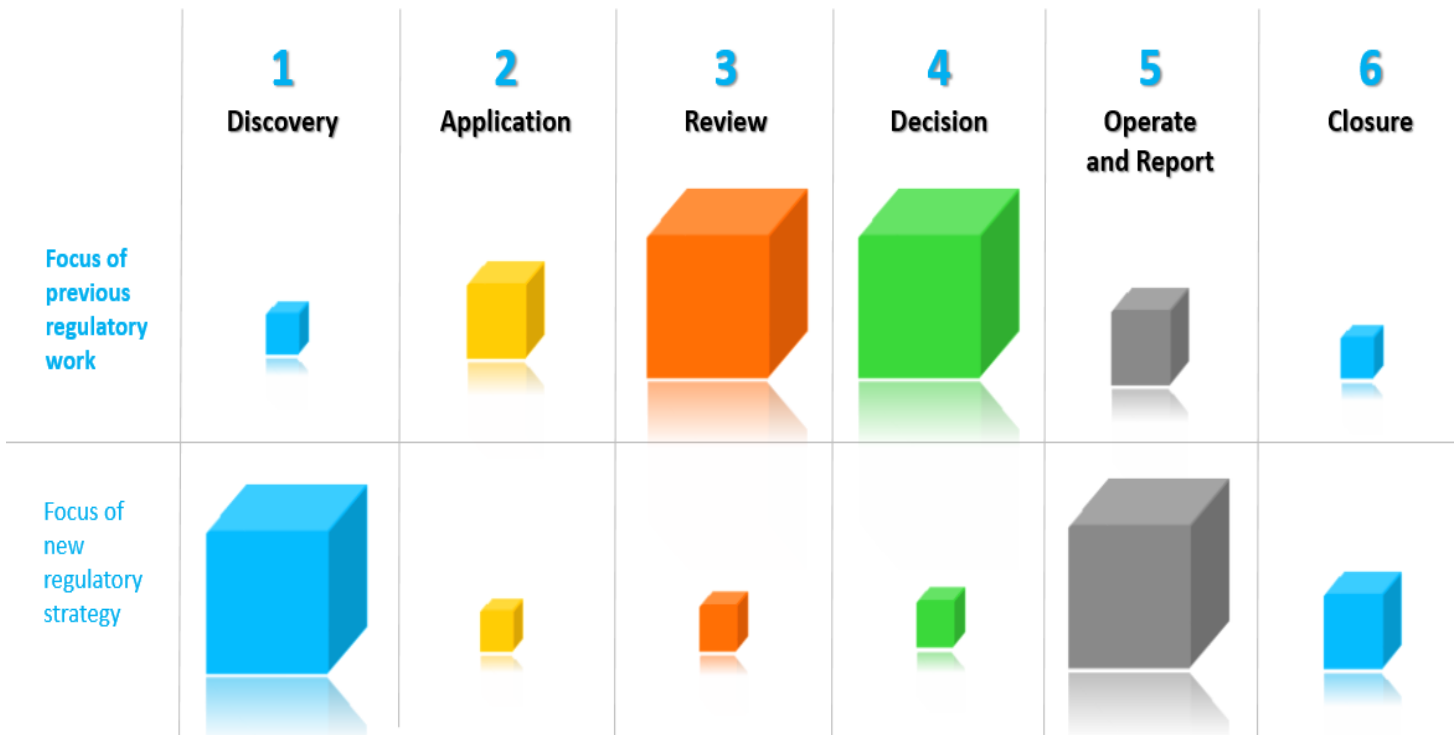 1
Discovery
2
Application
3
Review
4
Decision
5
Operate
and Report
6
Closure
Focus of
previous
regulatory
work
Focus of
new
regulatory
strategy